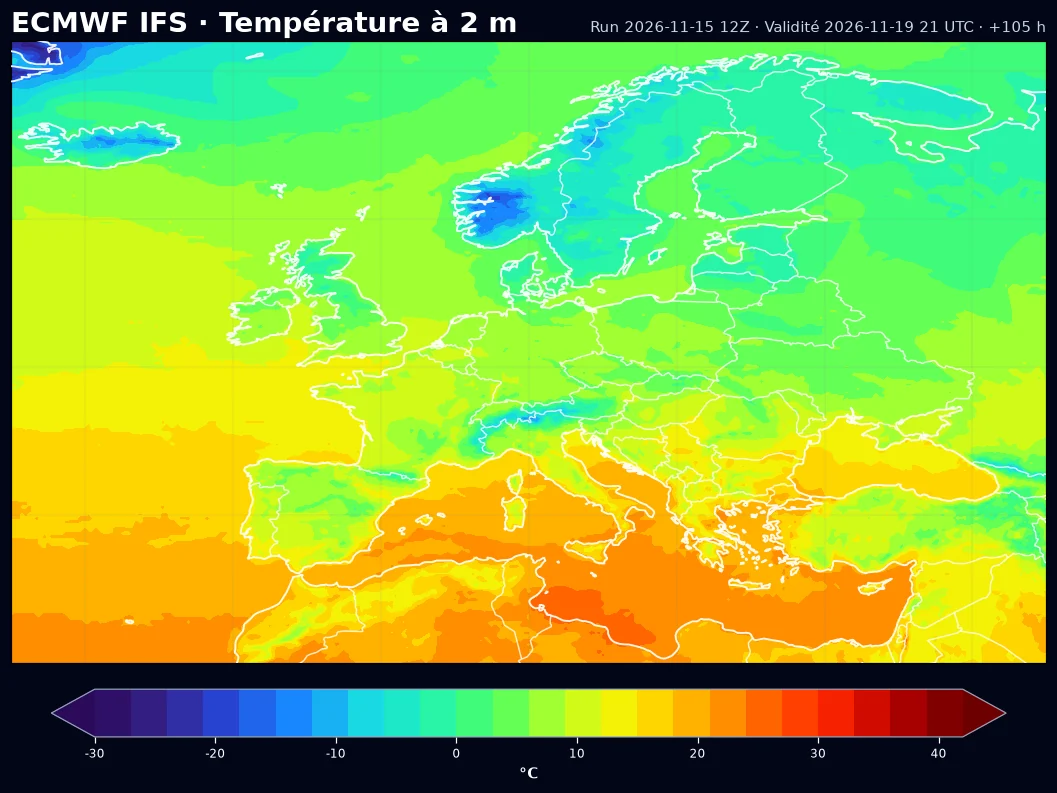 ECMWF IFS · Température à 2 m
Run 2026-11-15 12Z · Validité 2026-11-19 21 UTC · +105 h
-30 -20 -10 0 10 20 30 40
°C